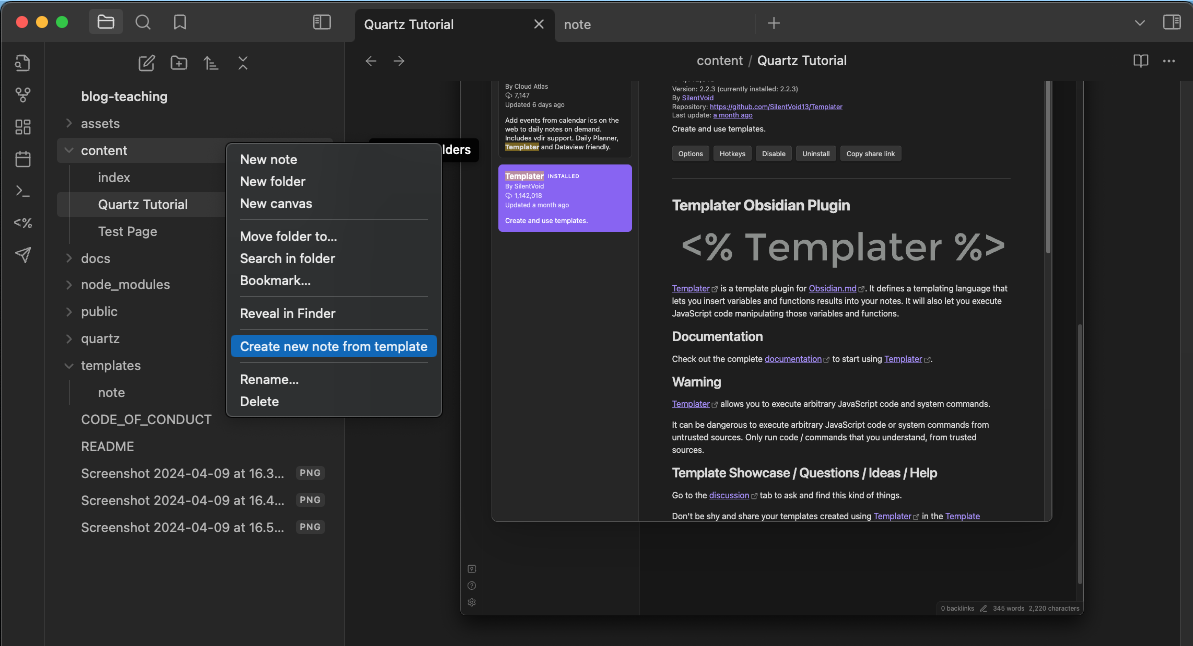 Quartz Tutorial
note
content / Quartz Tutorial
blog-teaching
assets
content
index
Quartz Tutorial
Test Page
docs
node_modules
public
quartz
templates
note
CODE_OF_CONDUCT
README
Screenshot 2024-04-09 at 16.3... PNG
Screenshot 2024-04-09 at 16.4... PNG
Screenshot 2024-04-09 at 16.5... PNG
<%
New note
New folder
New canvas
Move folder to...
Search in folder
Bookmark...
Reveal in Finder
Create new note from template
Rename...
Delete
lders
By Cloud Atlas
7,147
Updated 6 days ago
Add events from calendar ics on the
web to daily notes on demand.
Includes vdir support. Daily Planner,
Templater and Dataview friendly.
Templater INSTALLED
By SilentVoid
1,142,018
Updated a month ago
Create and use templates.
Version: 2.2.3 (currently installed: 2.2.3)
By SilentVoid
Repository: https://github.com/SilentVoid13/Templater
Last update: a month ago
Create and use templates.
Options
Hotkeys
Disable
Uninstall
Copy share link
Templater Obsidian Plugin
<% Templater %>
Templater is a template plugin for Obsidian.md. It defines a templating language that
lets you insert variables and functions results into your notes. It will also let you execute
JavaScript code manipulating those variables and functions.
Documentation
Check out the complete documentation to start using Templater.
Warning
Templater allows you to execute arbitrary JavaScript code and system commands.
It can be dangerous to execute arbitrary JavaScript code or system commands from
untrusted sources. Only run code / commands that you understand, from trusted
sources.
Template Showcase / Questions / Ideas / Help
Go to the discussion tab to ask and find this kind of things.
Don't be shy and share your templates created using Templater in the Template
0 backlinks
345 words 2,220 characters